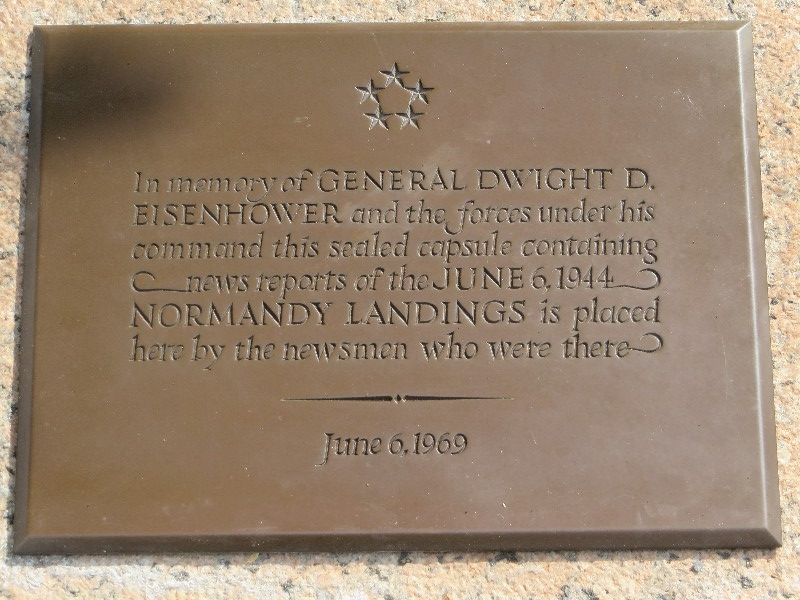 In memory of GENERAL DWIGHT D.
EISENHOWER and the forces under his
command this sealed capsule containing
news reports of the JUNE 6, 1944
NORMANDY LANDINGS is placed
here by the newsmen who were there
June 6, 1969